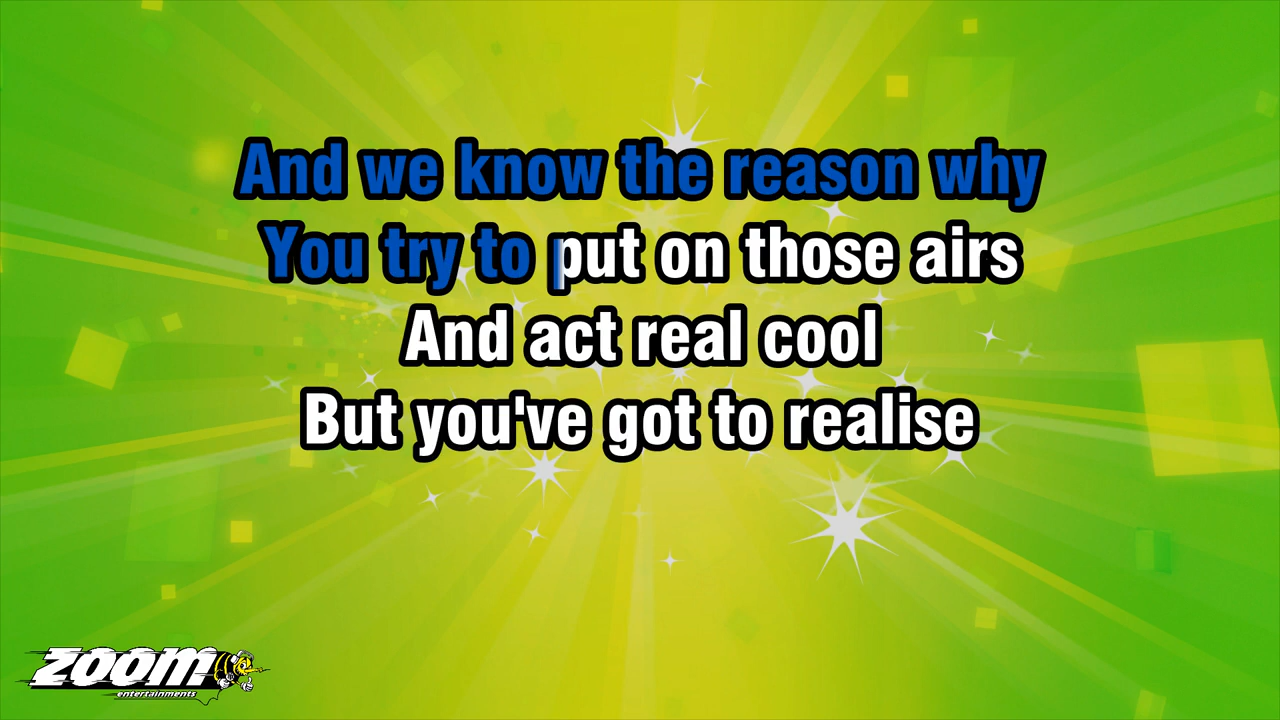 And we know the reason why
You try to put on those airs
And act real cool
But you've got to realise
zoom
entertainments